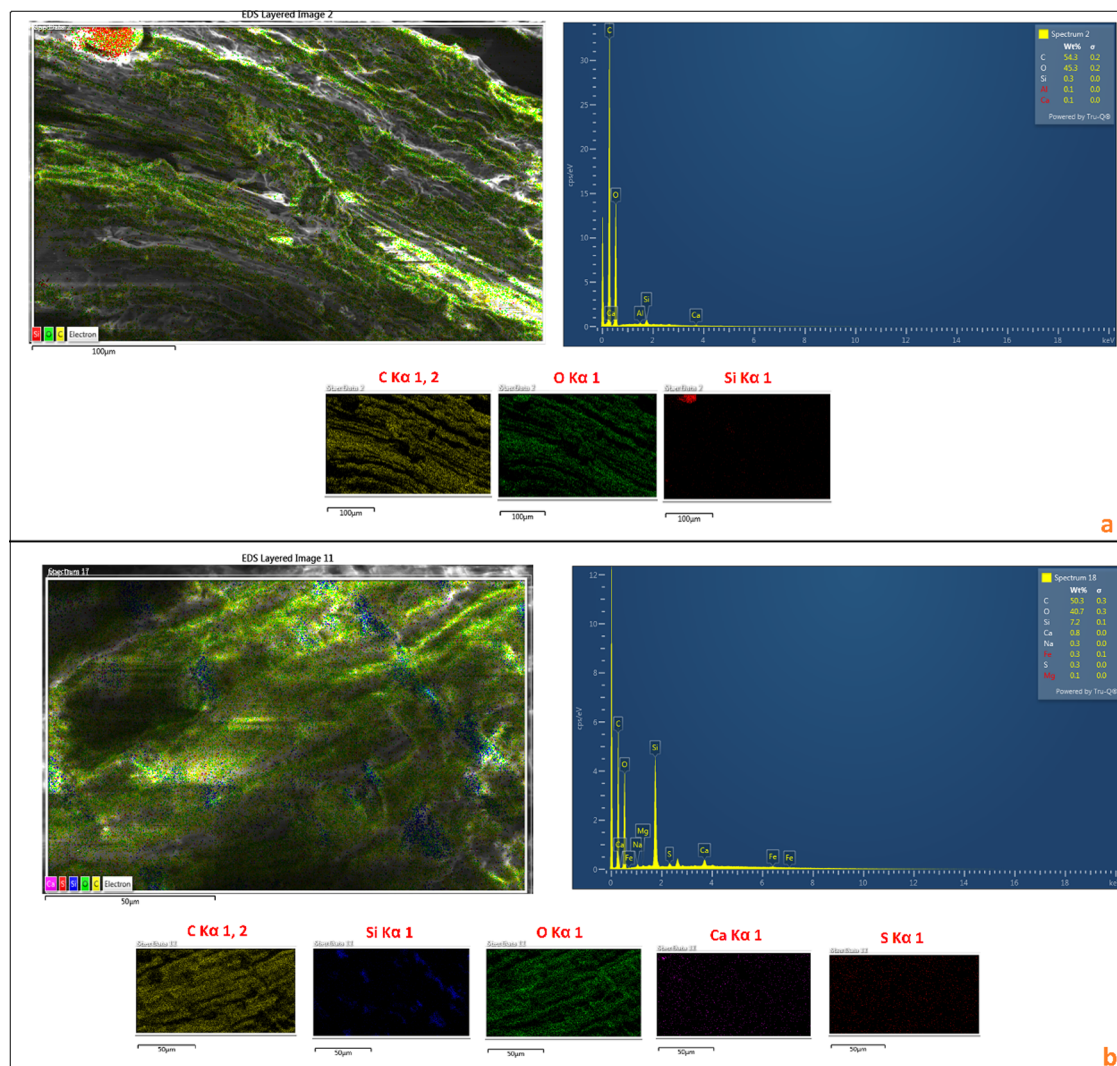 EDS Layered Image 2
Si O C Electron
100µm
cps/eV
30
25
20
15
10
5
0
C
O
Ca
Al
Si
Ca
0 2 4 6 8 10 12 14 16 18 keV
Spectrum 2
Wt% σ
C 54.3 0.2
O 45.3 0.2
Si 0.3 0.0
Al 0.1 0.0
Ca 0.1 0.0
Powered by Tru-Q®
C Kα 1, 2 O Kα 1 Si Kα 1
100µm 100µm 100µm
a
EDS Layered Image 11
Ca S Si O C Electron
50µm
cps/eV
12
10
8
6
4
2
0
C
O
Si
Mg
Ca Na
Fe
S
Ca
Fe Fe
0 2 4 6 8 10 12 14 16 18 keV
Spectrum 18
Wt% σ
C 50.3 0.3
O 40.7 0.3
Si 7.2 0.1
Ca 0.8 0.0
Na 0.3 0.0
Fe 0.3 0.1
S 0.3 0.0
Mg 0.1 0.0
Powered by Tru-Q®
C Kα 1, 2 Si Kα 1 O Kα 1 Ca Kα 1 S Kα 1
50µm 50µm 50µm 50µm 50µm
b